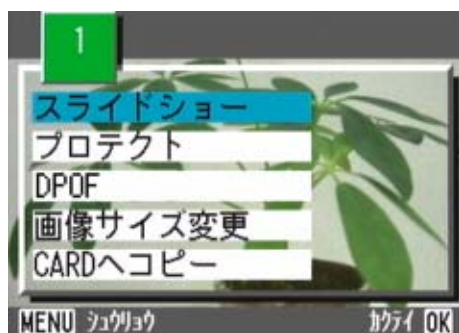 1
スライドショー
プロテクト
DPOF
画像サイズ変更
CARDへコピー
MENU ｼｭｳﾘｮｳ ｶｸﾃｲ OK